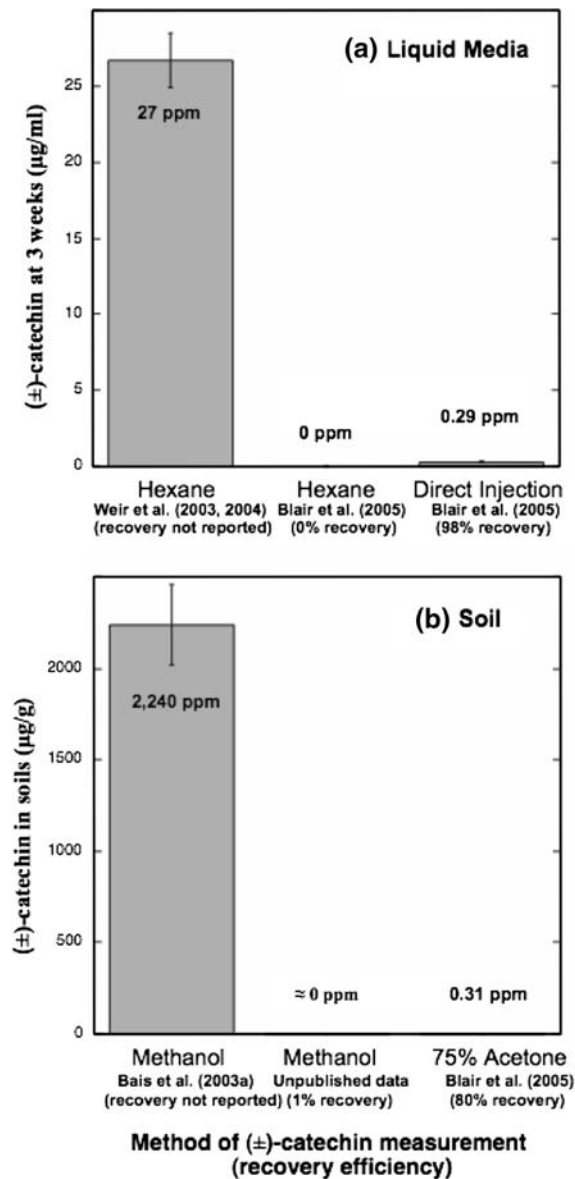 (a) Liquid Media
(±)-catechin at 3 weeks (µg/ml)
25
20
15
10
5
0
27 ppm
0 ppm
0.29 ppm
Hexane
Weir et al. (2003, 2004)
(recovery not reported)
Hexane
Blair et al. (2005)
(0% recovery)
Direct Injection
Blair et al. (2005)
(98% recovery)
(b) Soil
(±)-catechin in soils (µg/g)
2000
1500
1000
500
0
2,240 ppm
≈ 0 ppm
0.31 ppm
Methanol
Bais et al. (2003a)
(recovery not reported)
Methanol
Unpublished data
(1% recovery)
75% Acetone
Blair et al. (2005)
(80% recovery)
Method of (±)-catechin measurement
(recovery efficiency)